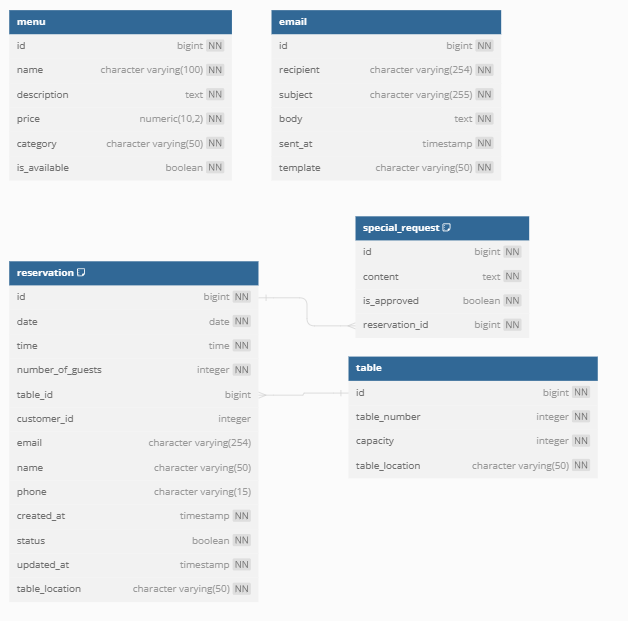 menu
id bigint NN
name character varying(100) NN
description text NN
price numeric(10,2) NN
category character varying(50) NN
is_available boolean NN
email
id bigint NN
recipient character varying(254) NN
subject character varying(255) NN
body text NN
sent_at timestamp NN
template character varying(50) NN
special_request
id bigint NN
content text NN
is_approved boolean NN
reservation_id bigint NN
reservation
id bigint NN
date date NN
time time NN
number_of_guests integer NN
table_id bigint
customer_id integer
email character varying(254)
name character varying(50)
phone character varying(15)
created_at timestamp NN
status boolean NN
updated_at timestamp NN
table_location character varying(50) NN
table
id bigint NN
table_number integer NN
capacity integer NN
table_location character varying(50) NN